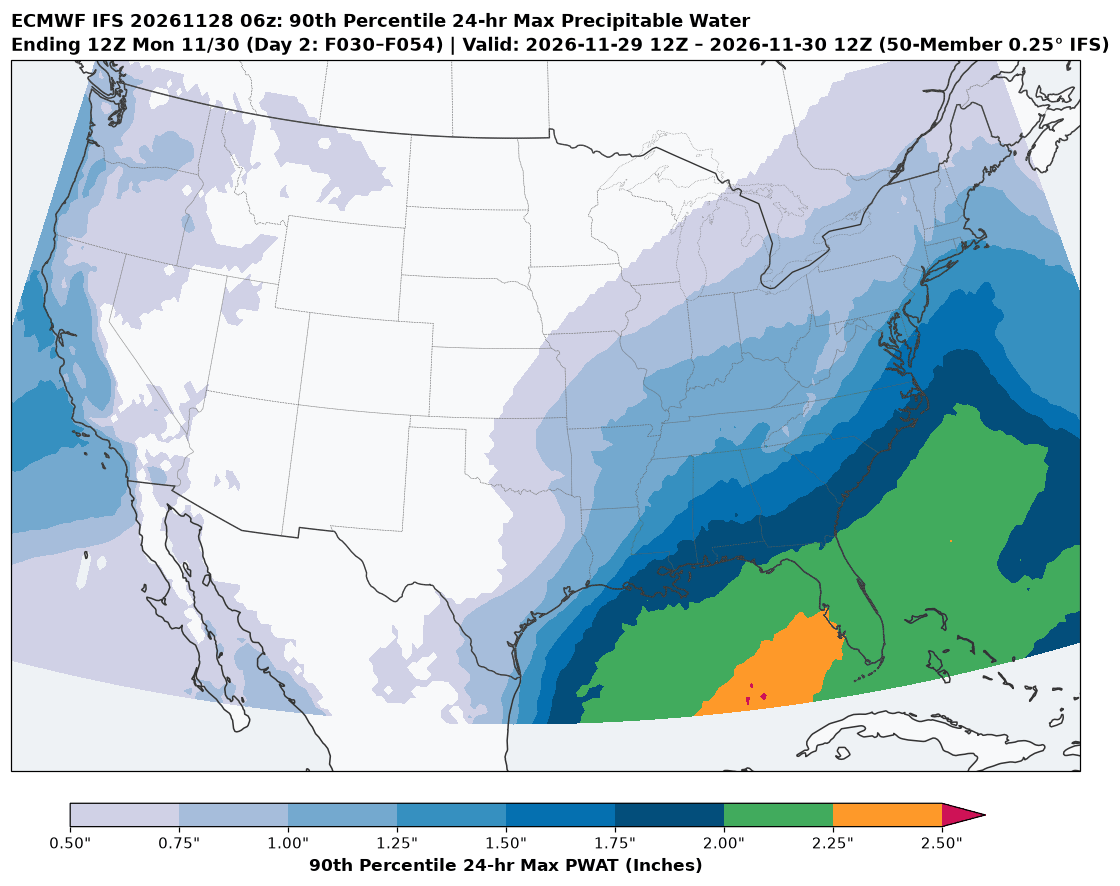 ECMWF IFS 20261128 06z: 90th Percentile 24-hr Max Precipitable Water
Ending 12Z Mon 11/30 (Day 2: F030–F054) | Valid: 2026-11-29 12Z – 2026-11-30 12Z (50-Member 0.25° IFS)
0.50" 0.75" 1.00" 1.25" 1.50" 1.75" 2.00" 2.25" 2.50"
90th Percentile 24-hr Max PWAT (Inches)